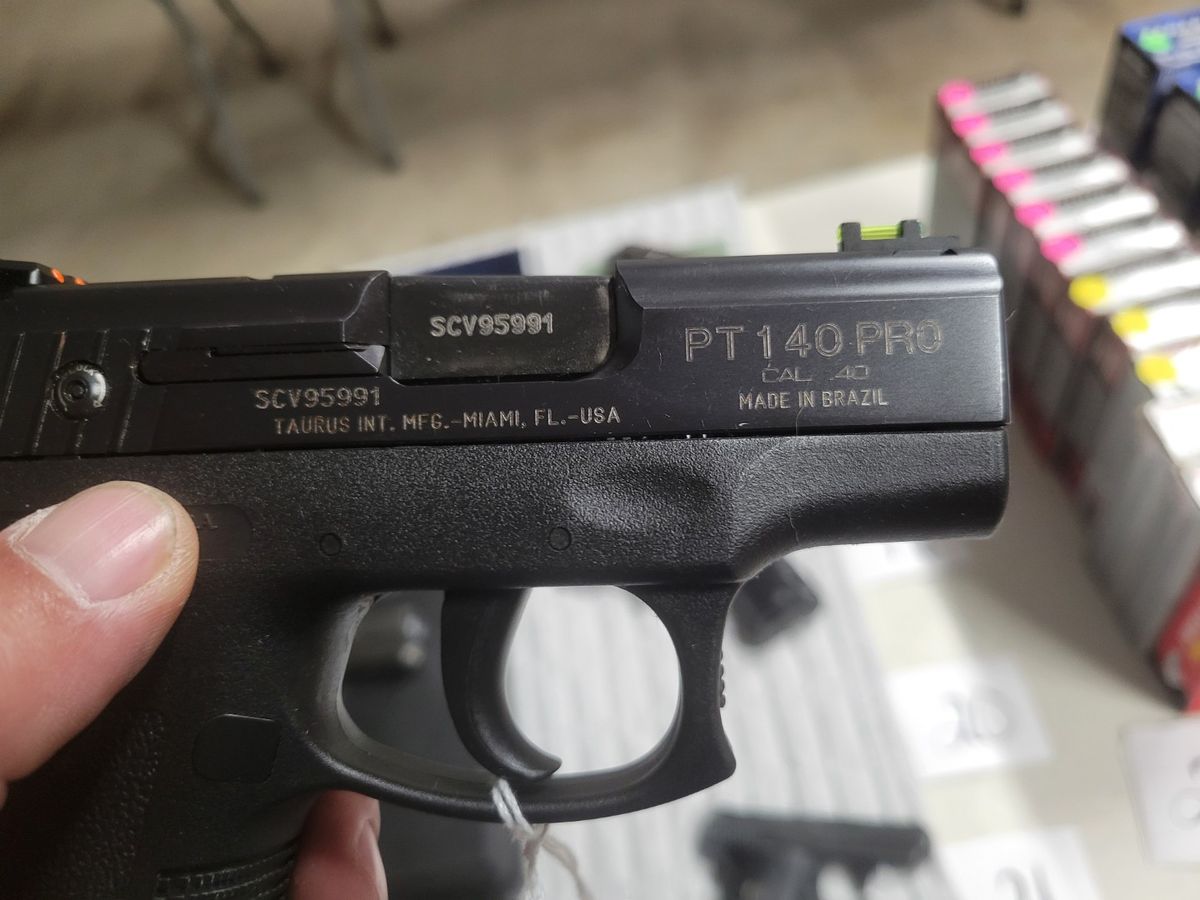 SCV95991
PT 140 PRO
CAL. .40
MADE IN BRAZIL
SCV95991
TAURUS INT. MFG.-MIAMI, FL.-USA